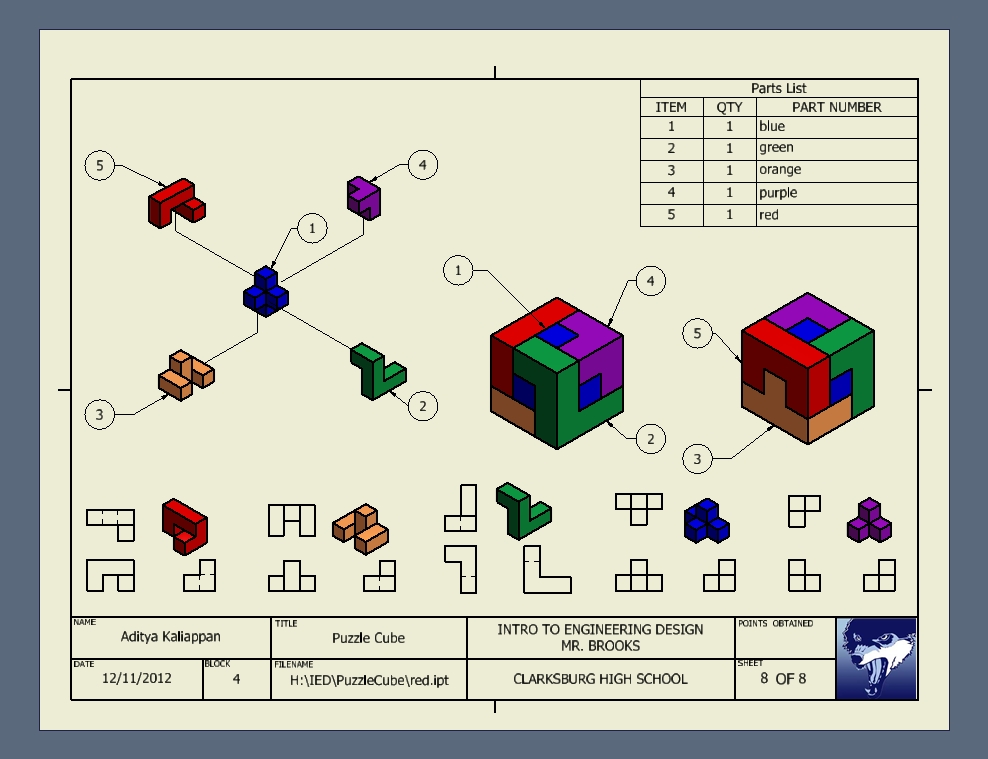 Parts List
ITEM QTY PART NUMBER
1 1 blue
2 1 green
3 1 orange
4 1 purple
5 1 red
5
4
1
3
2
1
4
2
5
3
NAME
Aditya Kaliappan
TITLE
Puzzle Cube
INTRO TO ENGINEERING DESIGN
MR. BROOKS
POINTS OBTAINED
DATE
12/11/2012
BLOCK
4
FILENAME
H:\IED\PuzzleCube\red.ipt
CLARKSBURG HIGH SCHOOL
SHEET
8 OF 8